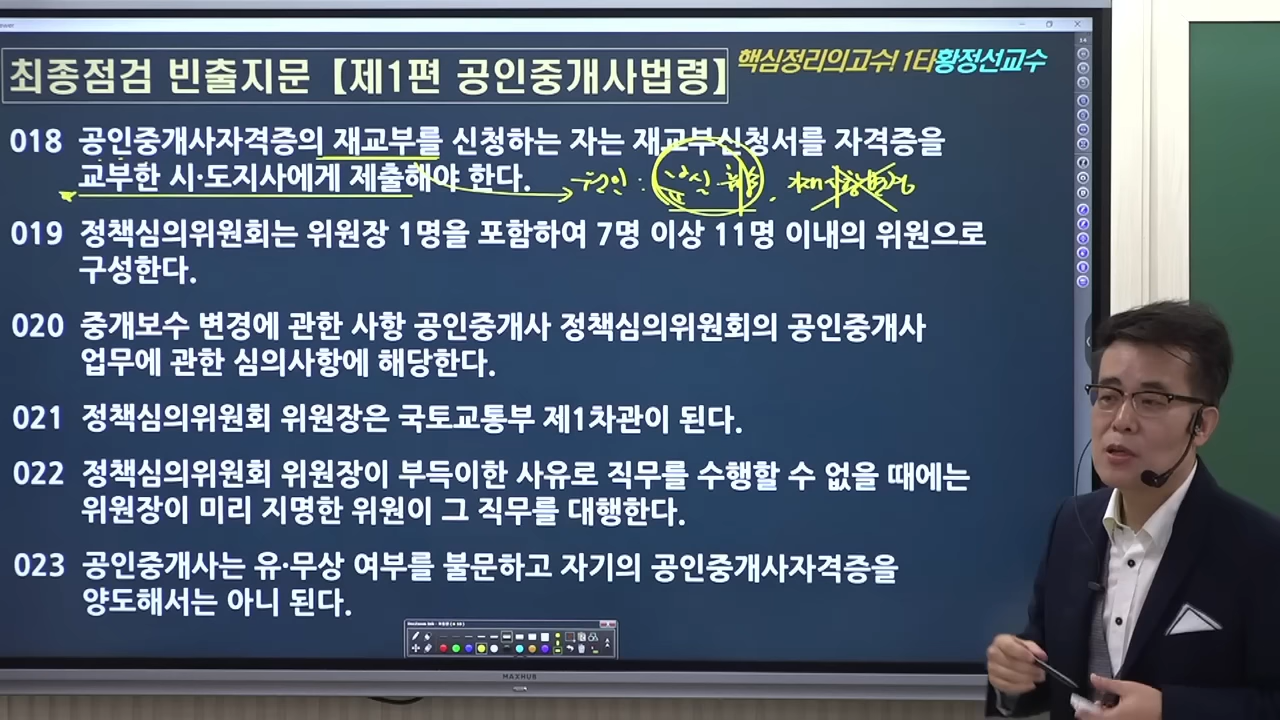 최종점검 빈출지문 【제1편 공인중개사법령】
핵심정리의고수! 1타황정선교수
018 공인중개사자격증의 재교부를 신청하는 자는 재교부신청서를 자격증을
교부한 시·도지사에게 제출해야 한다.
019 정책심의위원회는 위원장 1명을 포함하여 7명 이상 11명 이내의 위원으로
구성한다.
020 중개보수 변경에 관한 사항 공인중개사 정책심의위원회의 공인중개사
업무에 관한 심의사항에 해당한다.
021 정책심의위원회 위원장은 국토교통부 제1차관이 된다.
022 정책심의위원회 위원장이 부득이한 사유로 직무를 수행할 수 없을 때에는
위원장이 미리 지명한 위원이 그 직무를 대행한다.
023 공인중개사는 유·무상 여부를 불문하고 자기의 공인중개사자격증을
양도해서는 아니 된다.
MAXHUB